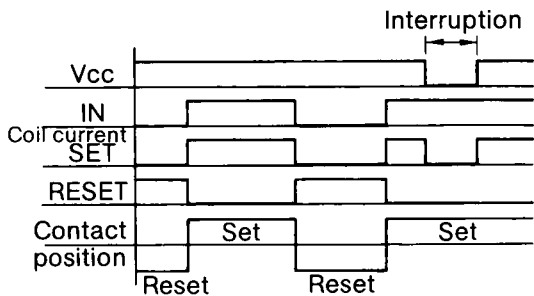 Interruption
Vcc
IN
Coil current
SET
RESET
Contact Set Set
position
Reset Reset